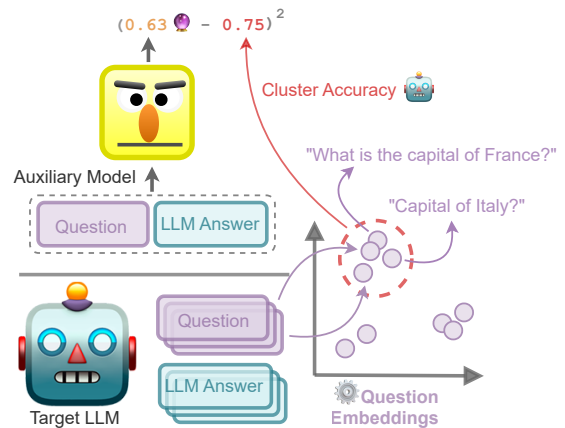 (0.63 - 0.75)²
Cluster Accuracy
"What is the capital of France?"
Auxiliary Model
"Capital of Italy?"
Question
LLM Answer
Question
LLM Answer
Target LLM
Question
Embeddings